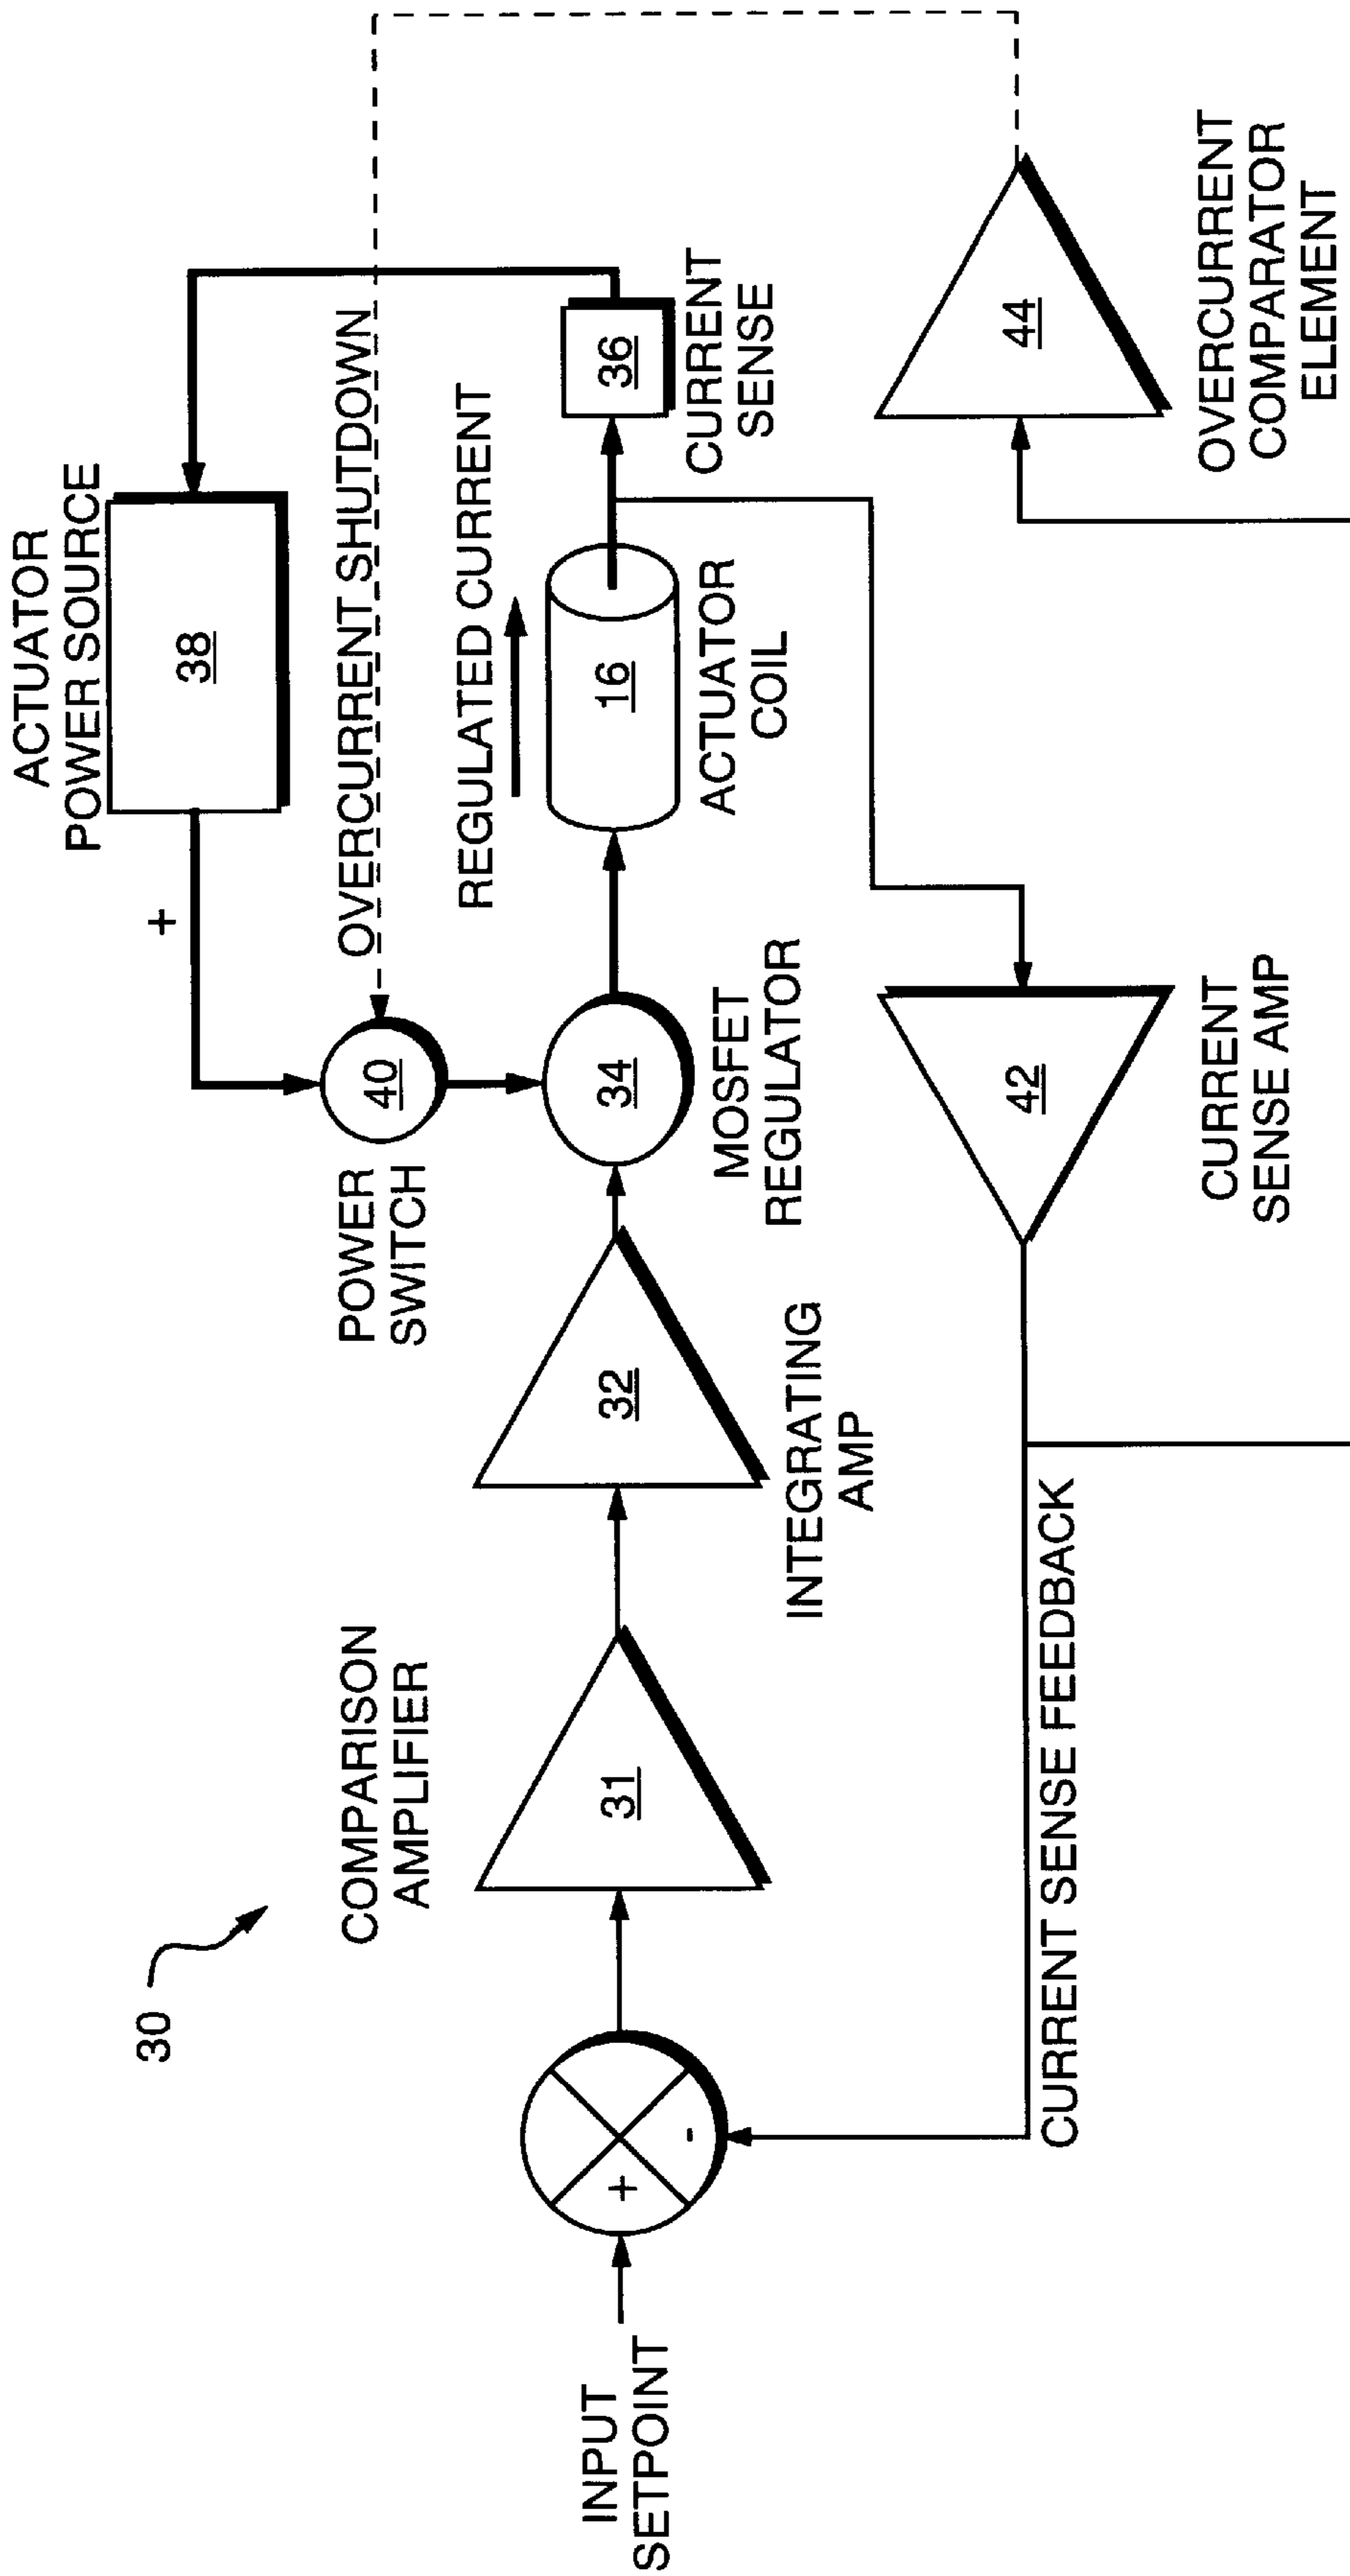 30
ACTUATOR
POWER SOURCE
38
+
OVERCURRENT SHUTDOWN
POWER
SWITCH
40
REGULATED CURRENT
COMPARISON
AMPLIFIER
INPUT
SETPOINT
+
-
31
32
INTEGRATING
AMP
34
MOSFET
REGULATOR
16
ACTUATOR
COIL
36
CURRENT
SENSE
CURRENT SENSE FEEDBACK
42
CURRENT
SENSE AMP
44
OVERCURRENT
COMPARATOR
ELEMENT